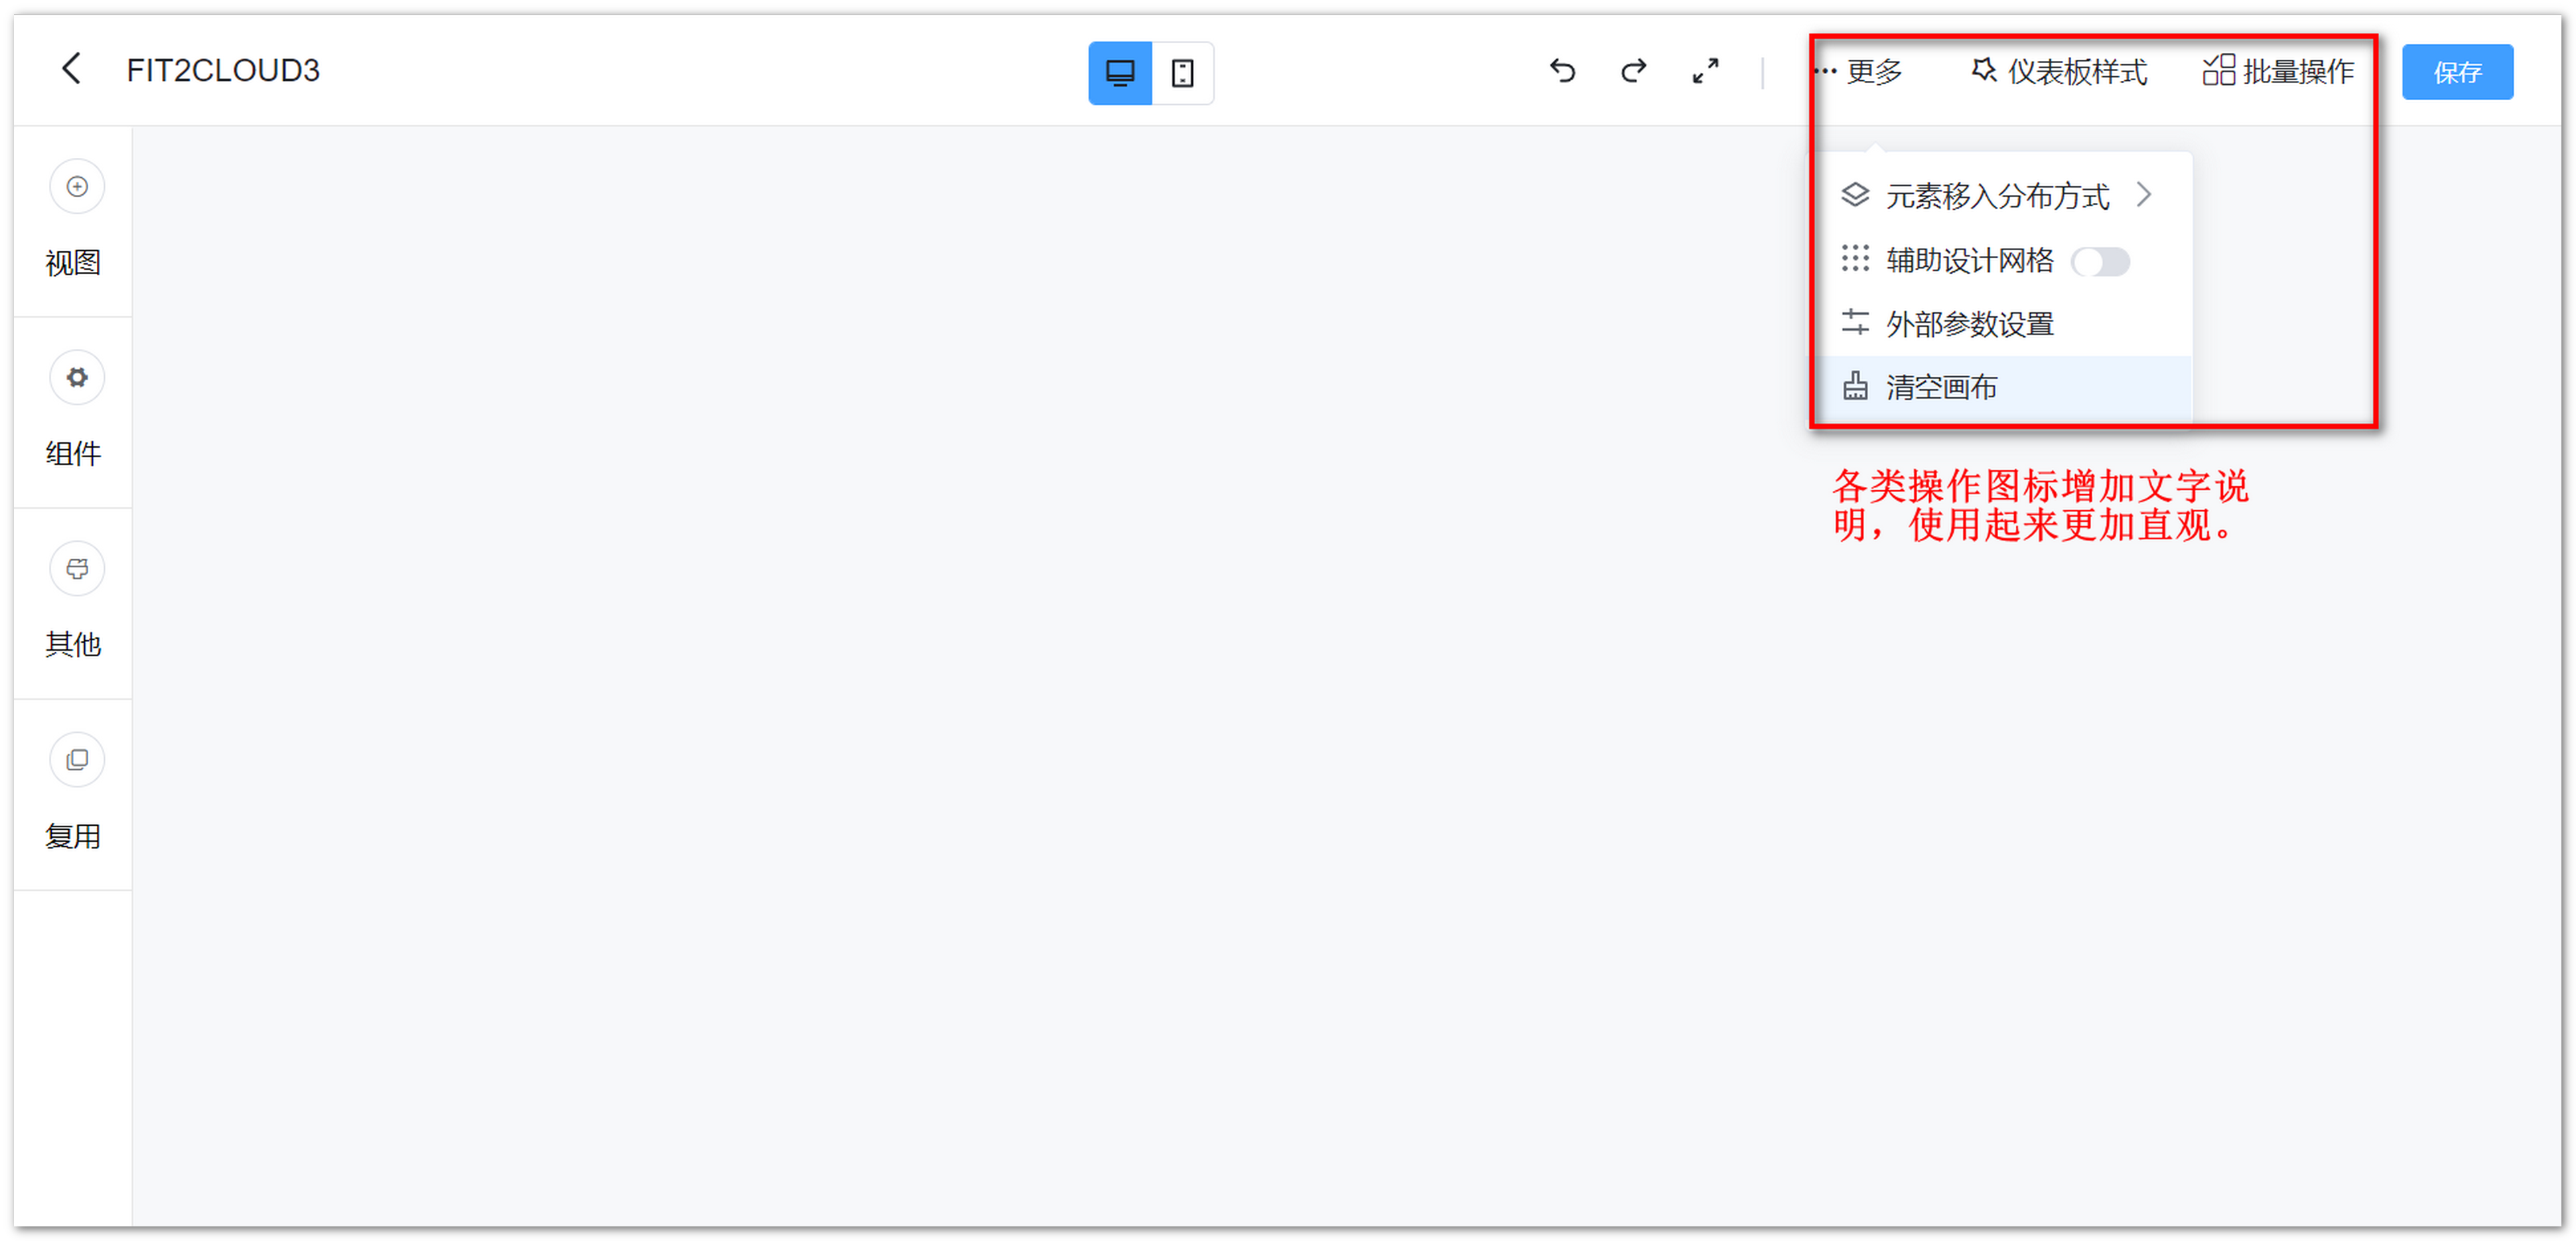 FIT2CLOUD3
更多
仪表板样式
批量操作
保存
视图
组件
其他
复用
元素移入分布方式
辅助设计网格
外部参数设置
清空画布
各类操作图标增加文字说
明，使用起来更加直观。